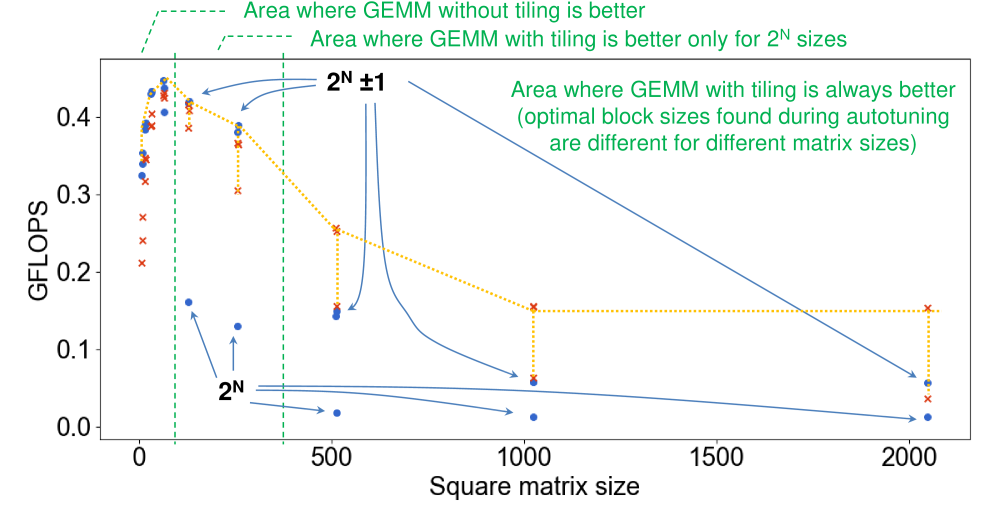 Area where GEMM without tiling is better
Area where GEMM with tiling is better only for 2ᴺ sizes
2ᴺ ±1
Area where GEMM with tiling is always better
(optimal block sizes found during autotuning
are different for different matrix sizes)
GFLOPS
0.4
0.3
0.2
0.1
0.0
2ᴺ
0 500 1000 1500 2000
Square matrix size